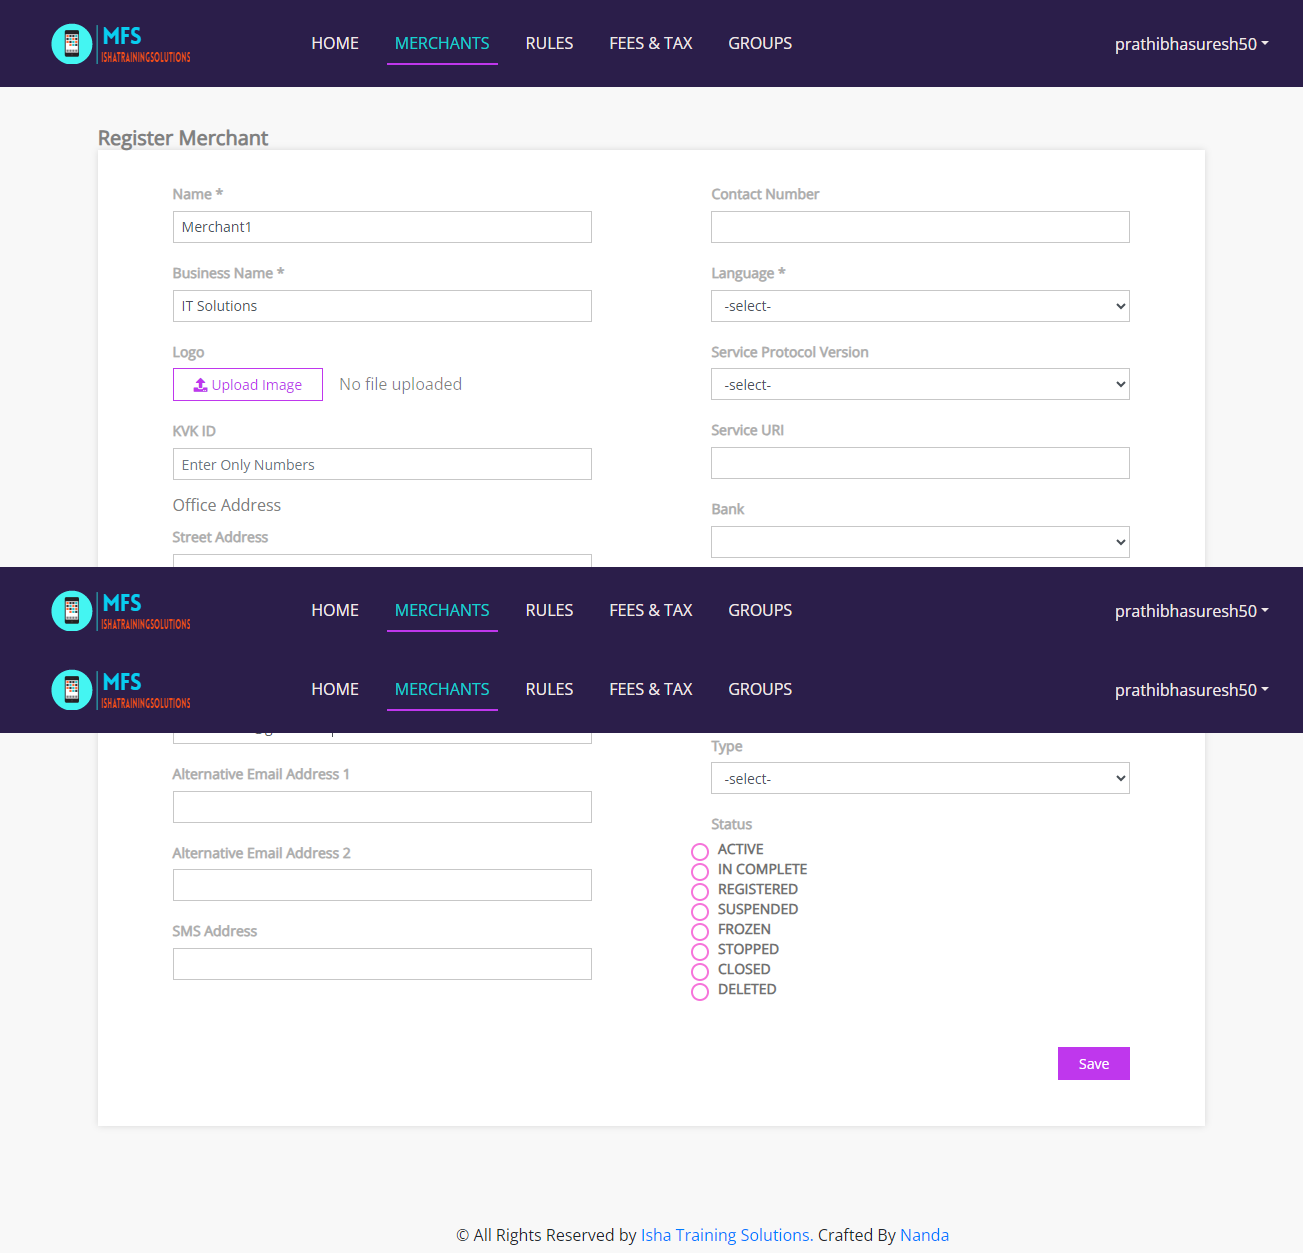 MFS
ISHATRAININGSOLUTIONS
HOME MERCHANTS RULES FEES & TAX GROUPS
prathibhasuresh50
Register Merchant
Name *
Merchant1
Business Name *
IT Solutions
Logo
Upload Image No file uploaded
KVK ID
Enter Only Numbers
Office Address
Street Address
Contact Number
Language *
-select-
Service Protocol Version
-select-
Service URI
Bank
MFS
ISHATRAININGSOLUTIONS
HOME MERCHANTS RULES FEES & TAX GROUPS
prathibhasuresh50
MFS
ISHATRAININGSOLUTIONS
HOME MERCHANTS RULES FEES & TAX GROUPS
prathibhasuresh50
Alternative Email Address 1
Alternative Email Address 2
SMS Address
Type
-select-
Status
ACTIVE
IN COMPLETE
REGISTERED
SUSPENDED
FROZEN
STOPPED
CLOSED
DELETED
Save
© All Rights Reserved by Isha Training Solutions. Crafted By Nanda